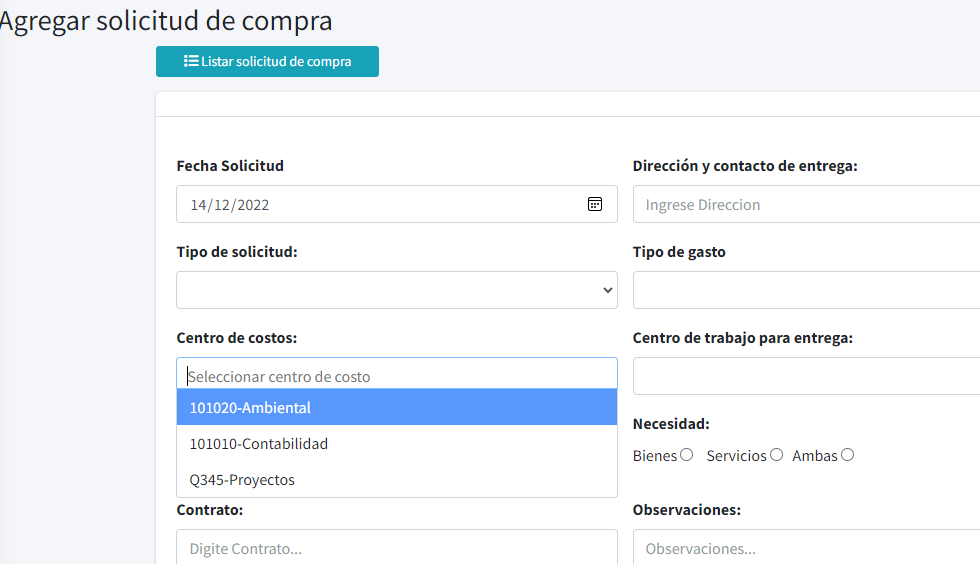 Agregar solicitud de compra
Listar solicitud de compra
Fecha Solicitud
Dirección y contacto de entrega:
14/12/2022
Ingrese Direccion
Tipo de solicitud:
Tipo de gasto
Centro de costos:
Centro de trabajo para entrega:
Seleccionar centro de costo
101020-Ambiental
101010-Contabilidad
Q345-Proyectos
Necesidad:
Bienes Servicios Ambas
Contrato:
Observaciones:
Digite Contrato...
Observaciones...